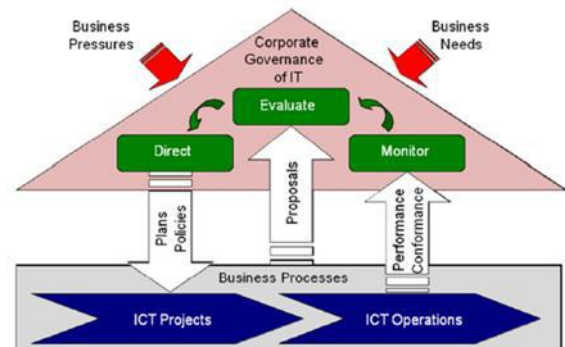 Business
Pressures
Business
Needs
Corporate
Governance
of IT
Evaluate
Direct
Monitor
Plans
Policies
Proposals
Performance
Conformance
Business Processes
ICT Projects
ICT Operations